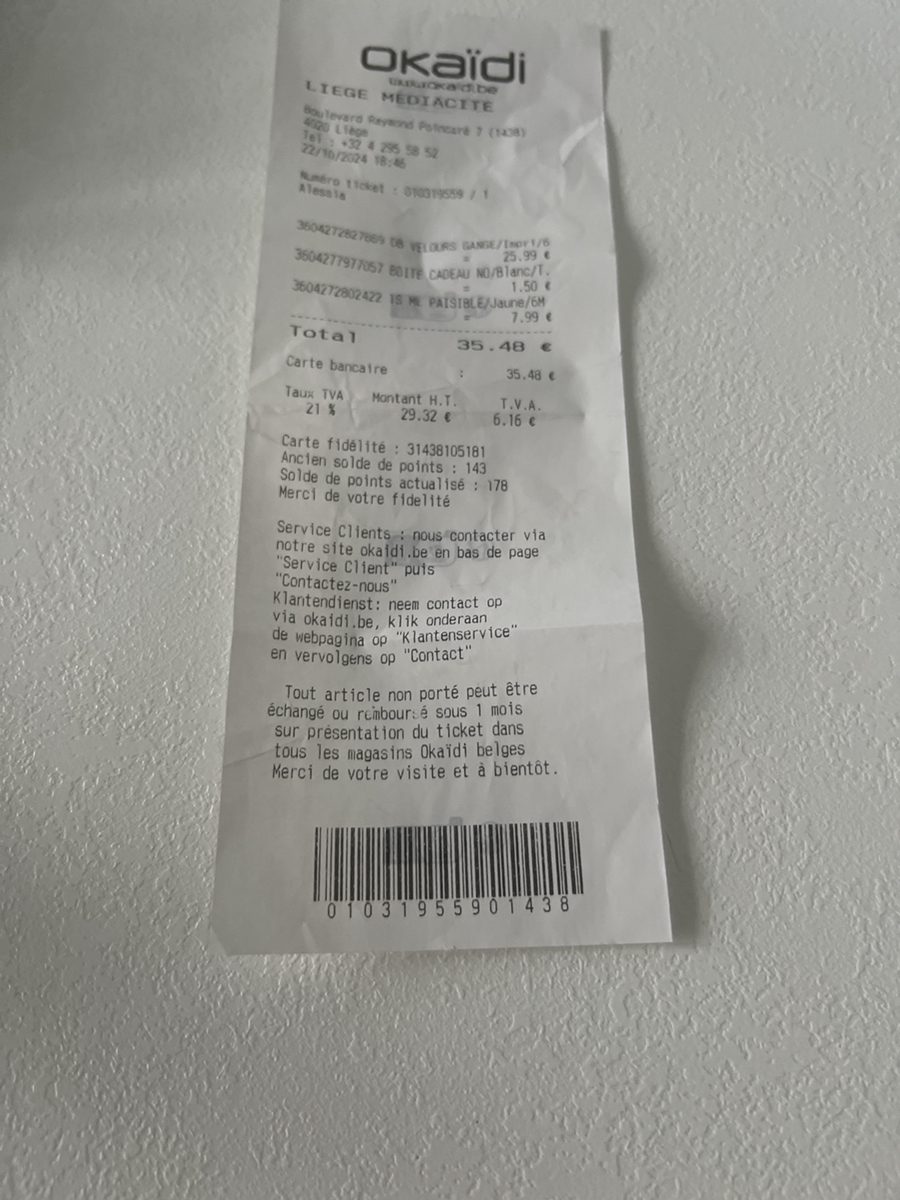 Okaïdi
www.okaidi.be
LIEGE MEDIACITE
Boulevard Raymond Poincaré 7 (1438)
4020 Liège
Tel : +32 4 295 58 52
22/10/2024 18:46
Numéro ticket : 010319559 / 1
Alessia
3604272827869 DB VELOURS GANGE/Impri/6
= 25.99 €
3604277977057 BOITE CADEAU NO/Blanc/T.
= 1.50 €
3604272802422 IS ML PAISIBLE/Jaune/6M
= 7.99 €
Total 35.48 €
Carte bancaire : 35.48 €
Taux TVA Montant H.T. T.V.A.
21 % 29.32 € 6.16 €
Carte fidélité : 31438105181
Ancien solde de points : 143
Solde de points actualisé : 178
Merci de votre fidelité
Service Clients : nous contacter via
notre site okaidi.be en bas de page
"Service Client" puis
"Contactez-nous"
Klantendienst: neem contact op
via okaidi.be, klik onderaan
de webpagina op "Klantenservice"
en vervolgens op "Contact"
Tout article non porté peut être
échangé ou remboursé sous 1 mois
sur présentation du ticket dans
tous les magasins Okaïdi belges
Merci de votre visite et à bientôt.
01031955901438